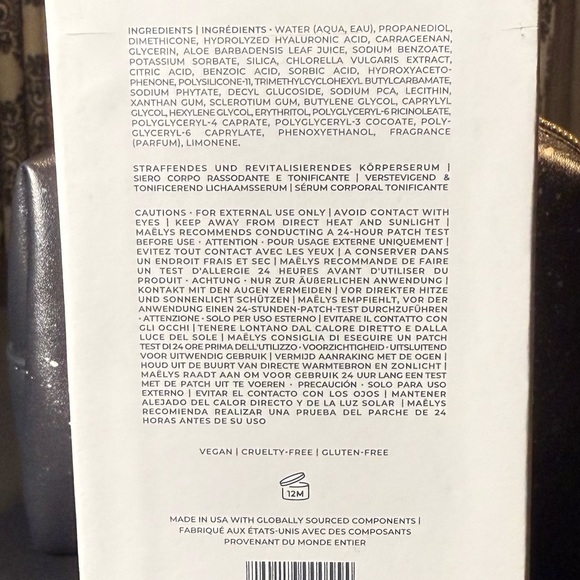 INGREDIENTS | INGRÉDIENTS • WATER (AQUA, EAU), PROPANEDIOL,
DIMETHICONE, HYDROLYZED HYALURONIC ACID, CARRAGEENAN,
GLYCERIN, ALOE BARBADENSIS LEAF JUICE, SODIUM BENZOATE,
POTASSIUM SORBATE, SILICA, CHLORELLA VULGARIS EXTRACT,
CITRIC ACID, BENZOIC ACID, SORBIC ACID, HYDROXYACETO-
PHENONE, POLYSILICONE-11, TRIMETHYLCYCLOHEXYL BUTYLCARBAMATE,
SODIUM PHYTATE, DECYL GLUCOSIDE, SODIUM PCA, LECITHIN,
XANTHAN GUM, SCLEROTIUM GUM, BUTYLENE GLYCOL, CAPRYLYL
GLYCOL, HEXYLENE GLYCOL, ERYTHRITOL, POLYGLYCERYL-6 RICINOLEATE,
POLYGLYCERYL-4 CAPRATE, POLYGLYCERYL-3 COCOATE, POLY-
GLYCERYL-6 CAPRYLATE, PHENOXYETHANOL, FRAGRANCE
(PARFUM), LIMONENE.
STRAFFENDES UND REVITALISIERENDES KÖRPERSERUM |
SIERO CORPO RASSODANTE E TONIFICANTE | VERSTEVIGEND &
TONIFICEREND LICHAAMSSERUM | SÉRUM CORPORAL TONIFICANTE
CAUTIONS • FOR EXTERNAL USE ONLY | AVOID CONTACT WITH
EYES | KEEP AWAY FROM DIRECT HEAT AND SUNLIGHT |
MAËLYS RECOMMENDS CONDUCTING A 24-HOUR PATCH TEST
BEFORE USE • ATTENTION • POUR USAGE EXTERNE UNIQUEMENT |
EVITEZ TOUT CONTACT AVEC LES YEUX | A CONSERVER DANS
UN ENDROIT FRAIS ET SEC | MAËLYS RECOMMANDE DE FAIRE
UN TEST D'ALLERGIE 24 HEURES AVANT D'UTILISER DU
PRODUIT • ACHTUNG • NUR ZUR ÄUßERLICHEN ANWENDUNG |
KONTAKT MIT DEN AUGEN VERMEIDEN | VOR DIREKTER HITZE
UND SONNENLICHT SCHÜTZEN | MAËLYS EMPFIEHLT, VOR DER
ANWENDUNG EINEN 24-STUNDEN-PATCH-TEST DURCHZUFÜHREN
• ATTENZIONE • SOLO PER USO ESTERNO | EVITARE IL CONTATTO CON
GLI OCCHI | TENERE LONTANO DAL CALORE DIRETTO E DALLA
LUCE DEL SOLE | MAËLYS CONSIGLIA DI ESEGUIRE UN PATCH
TEST DI 24 ORE PRIMA DELL'UTILIZZO • VOORZICHTIGHEID • UITSLUITEND
VOOR UITWENDIG GEBRUIK | VERMIJD AANRAKING MET DE OGEN |
HOUD UIT DE BUURT VAN DIRECTE WARMTEBRON EN ZONLICHT |
MAËLYS RAADT AAN OM VOOR GEBRUIK 24 UUR LANG EEN TEST
MET DE PATCH UIT TE VOEREN • PRECAUCIÓN • SOLO PARA USO
EXTERNO | EVITAR EL CONTACTO CON LOS OJOS | MANTENER
ALEJADO DEL CALOR DIRECTO Y DE LA LUZ SOLAR | MAËLYS
RECOMIENDA REALIZAR UNA PRUEBA DEL PARCHE DE 24
HORAS ANTES DE SU USO
VEGAN | CRUELTY-FREE | GLUTEN-FREE
12M
MADE IN USA WITH GLOBALLY SOURCED COMPONENTS |
FABRIQUÉ AUX ÉTATS-UNIS AVEC DES COMPOSANTS
PROVENANT DU MONDE ENTIER